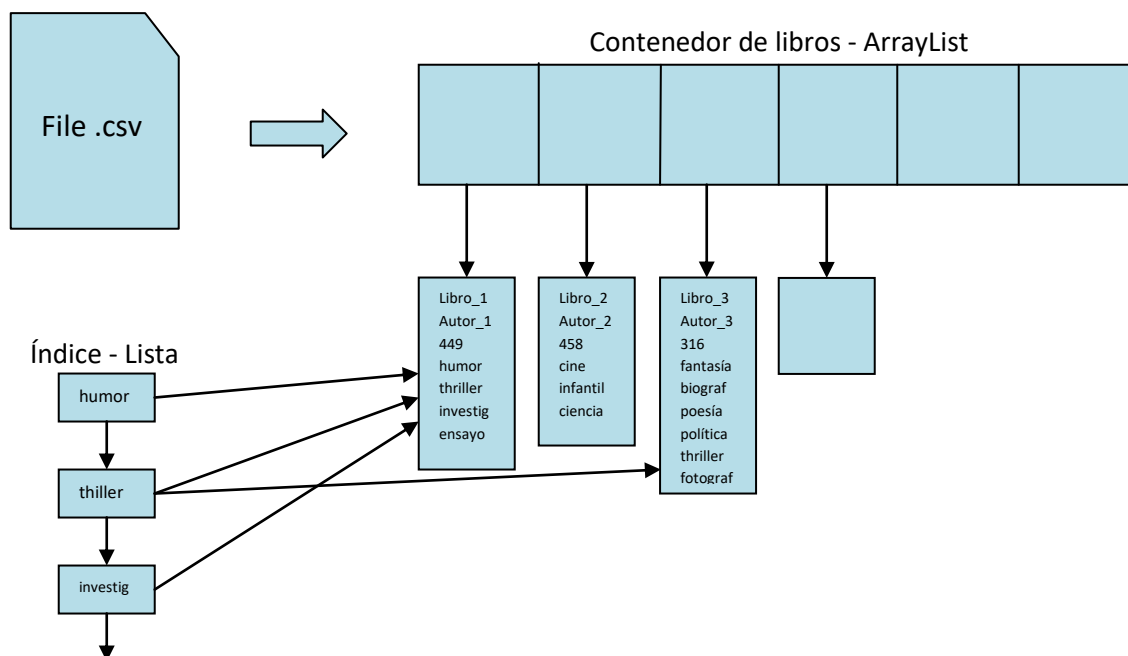 Contenedor de libros - ArrayList
File .csv
Libro_1
Autor_1
449
humor
thriller
investig
ensayo
Libro_2
Autor_2
458
cine
infantil
ciencia
Libro_3
Autor_3
316
fantasía
biograf
poesía
política
thriller
fotograf
Índice - Lista
humor
thiller
investig